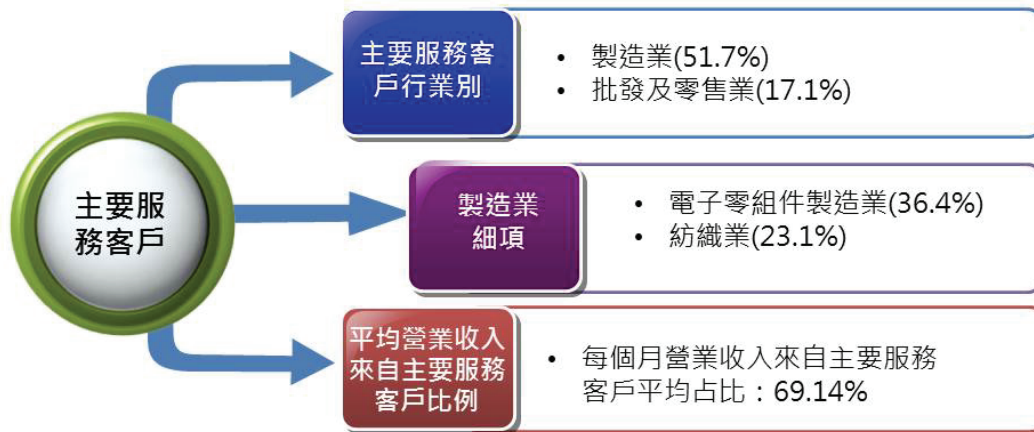 主要服
務客戶
主要服務客
戶行業別
• 製造業(51.7%)
• 批發及零售業(17.1%)
製造業
細項
• 電子零組件製造業(36.4%)
• 紡織業(23.1%)
平均營業收入
來自主要服務
客戶比例
• 每個月營業收入來自主要服務
客戶平均占比：69.14%